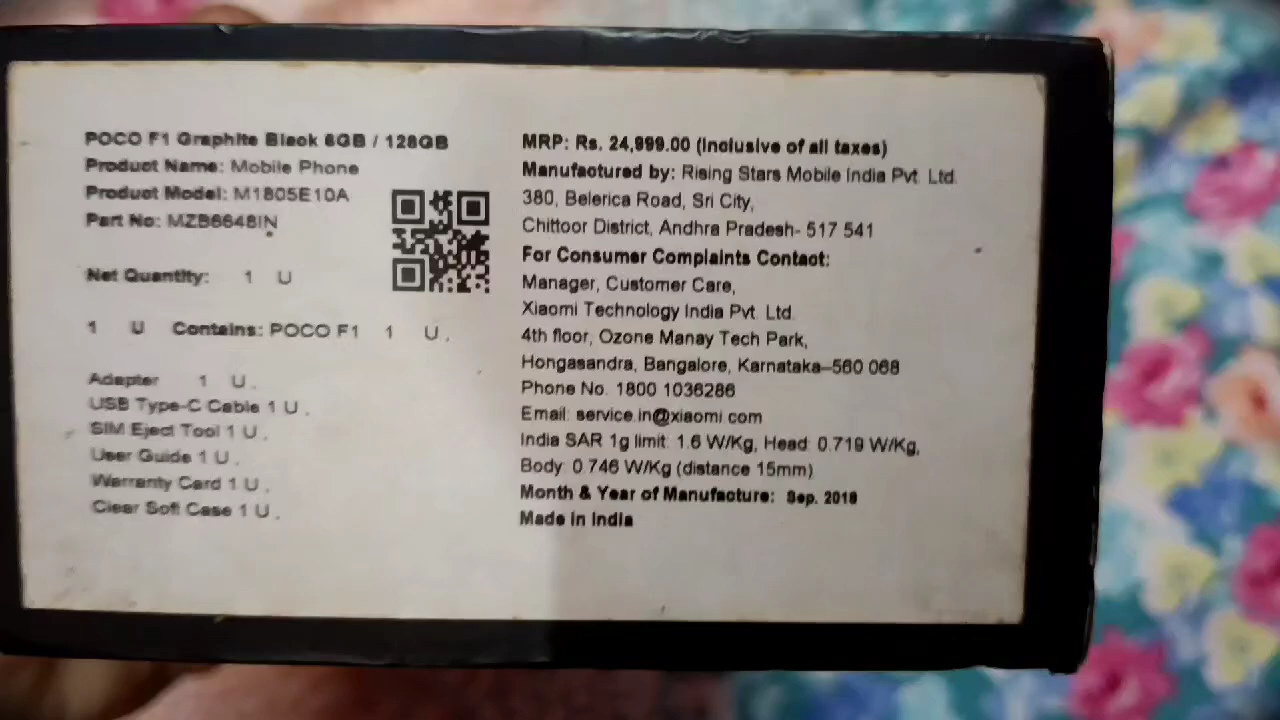 POCO F1 Graphite Black 6GB / 128GB
Product Name: Mobile Phone
Product Model: M1805E10A
Part No: MZB6648IN
Net Quantity: 1 U
1 U Contains: POCO F1 1 U .
Adapter 1 U .
USB Type-C Cable 1 U .
SIM Eject Tool 1 U .
User Guide 1 U .
Warranty Card 1 U .
Clear Soft Case 1 U .
MRP: Rs. 24,999.00 (Inclusive of all taxes)
Manufactured by: Rising Stars Mobile India Pvt. Ltd.
380, Belerica Road, Sri City,
Chittoor District, Andhra Pradesh- 517 541
For Consumer Complaints Contact:
Manager, Customer Care,
Xiaomi Technology India Pvt. Ltd.
4th floor, Ozone Manay Tech Park,
Hongasandra, Bangalore, Karnataka–560 068
Phone No. 1800 1036286
Email: service.in@xiaomi.com
India SAR 1g limit: 1.6 W/Kg, Head: 0.719 W/Kg,
Body: 0.746 W/Kg (distance 15mm)
Month & Year of Manufacture: Sep. 2018
Made in India